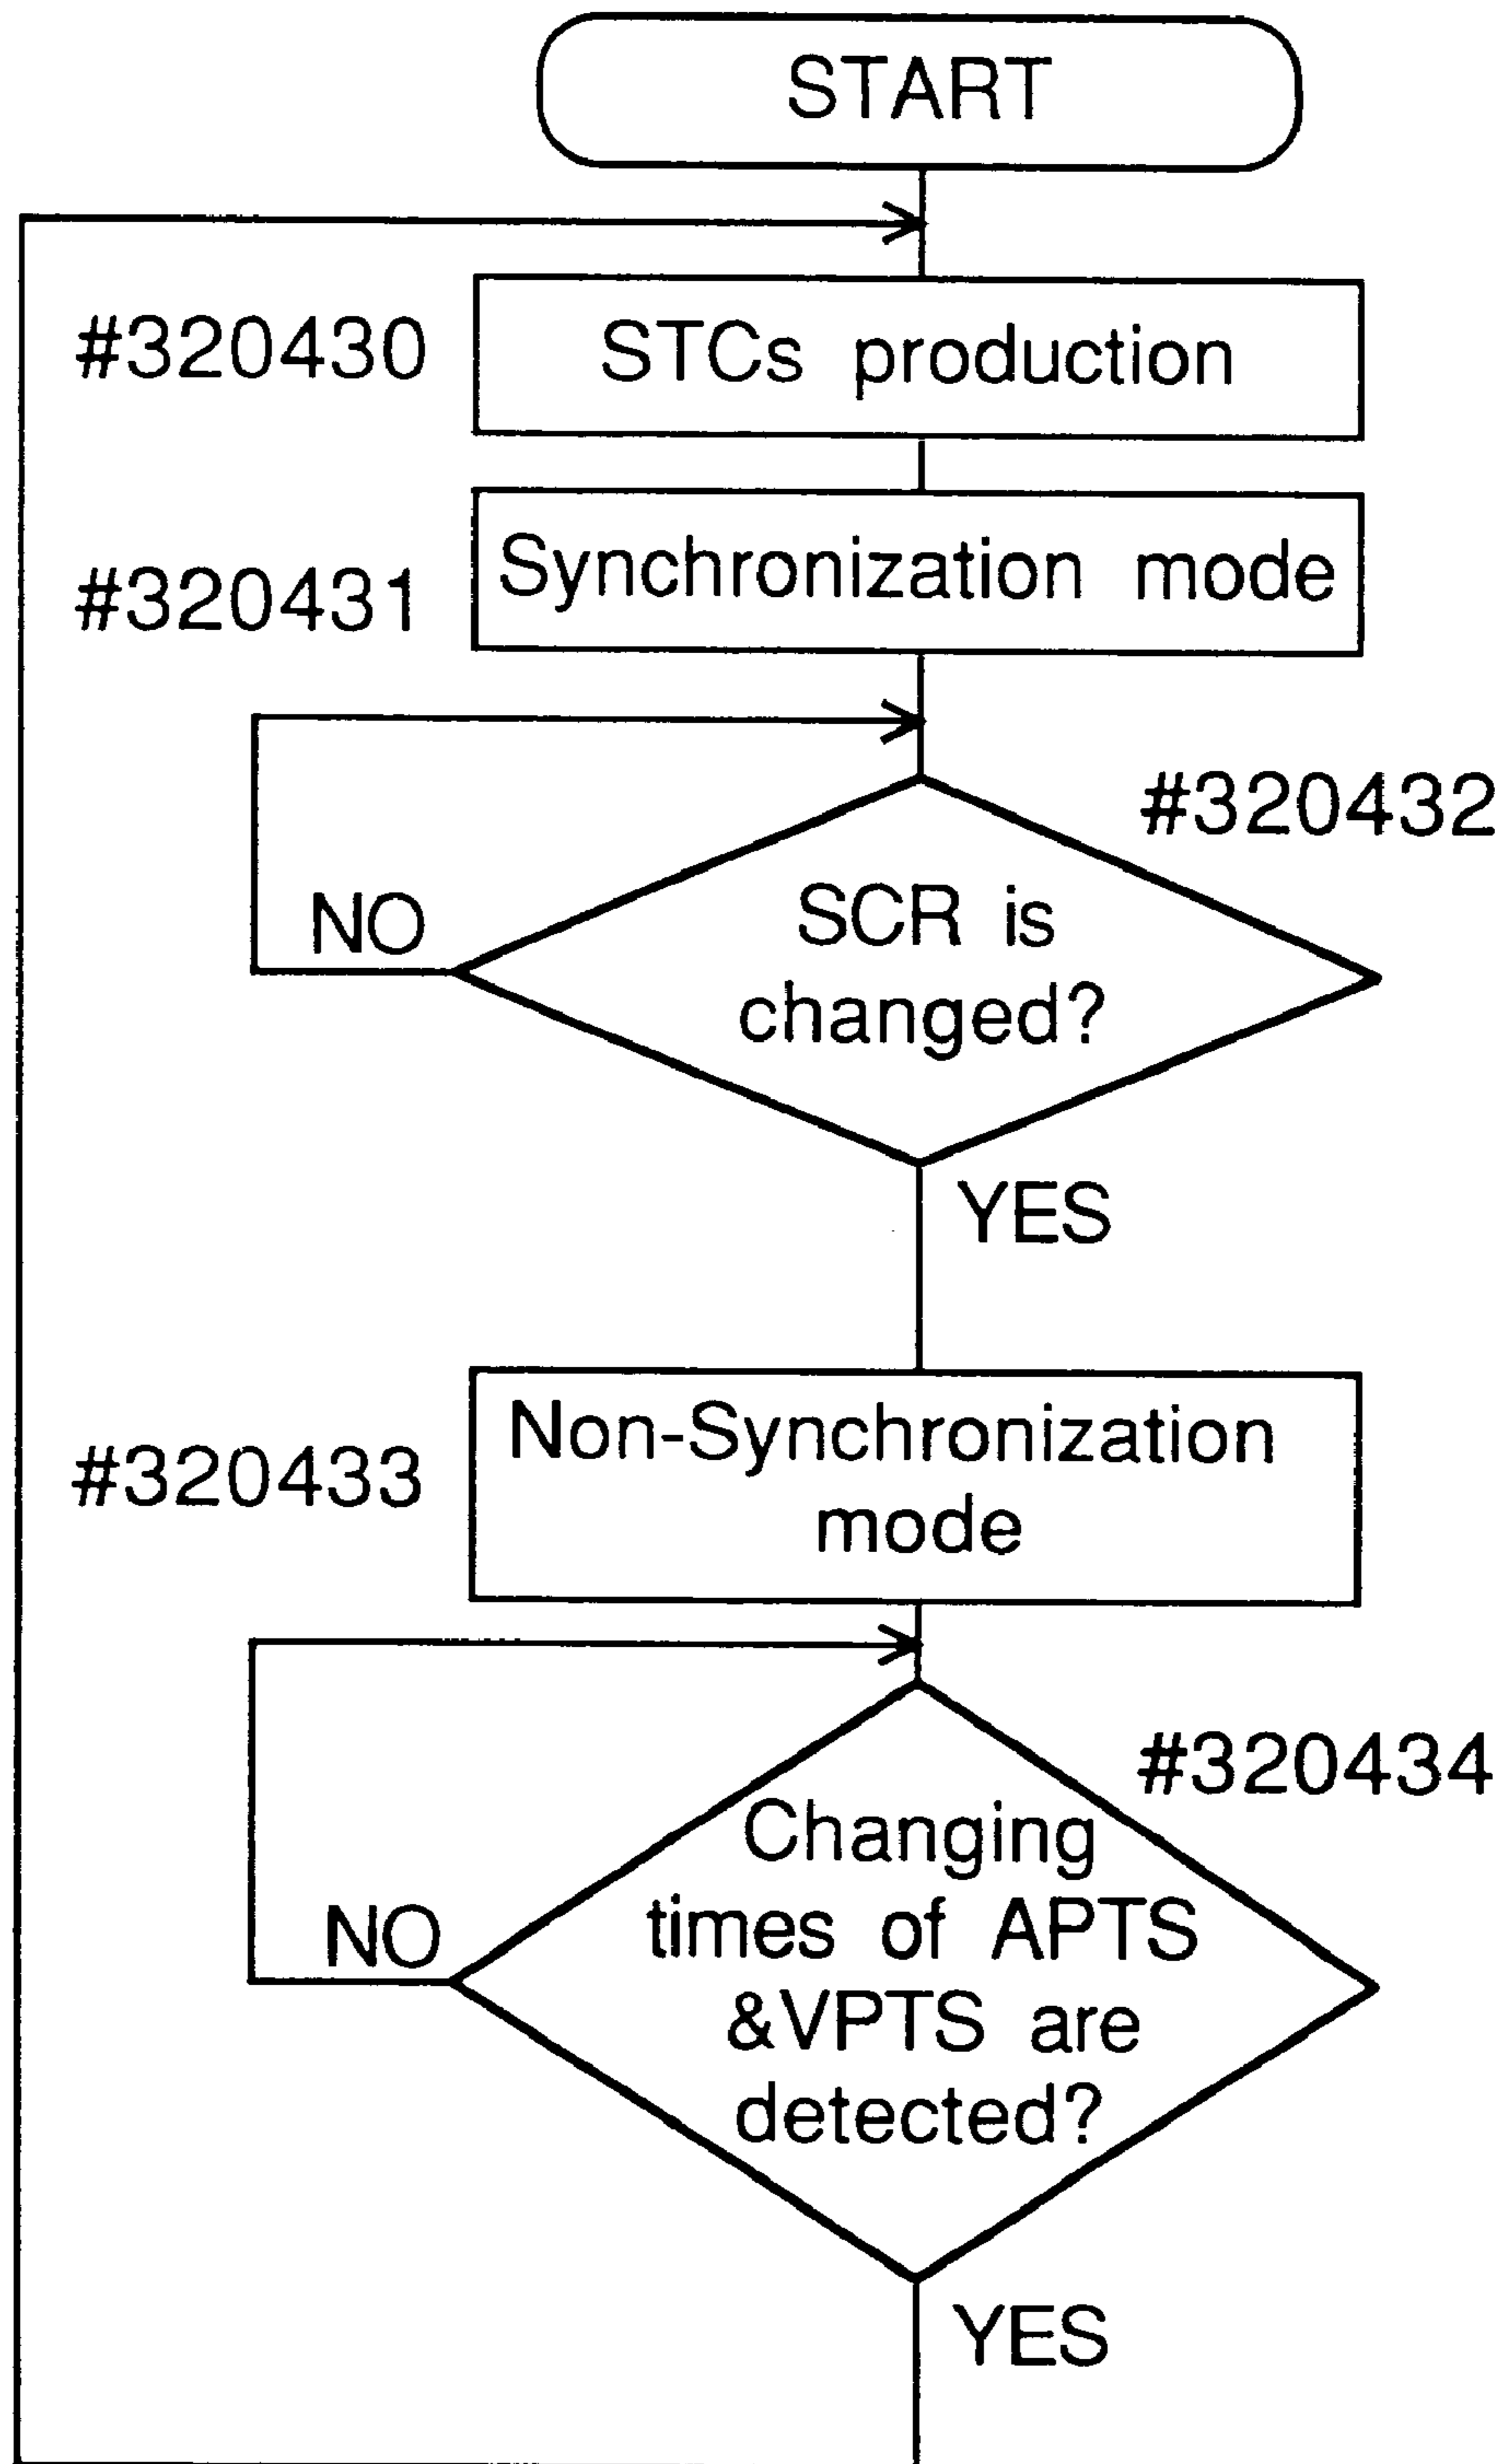 START
#320430
STCs production
#320431
Synchronization mode
#320432
SCR is
changed?
NO
YES
#320433
Non-Synchronization
mode
#320434
Changing
times of APTS
&VPTS are
detected?
NO
YES